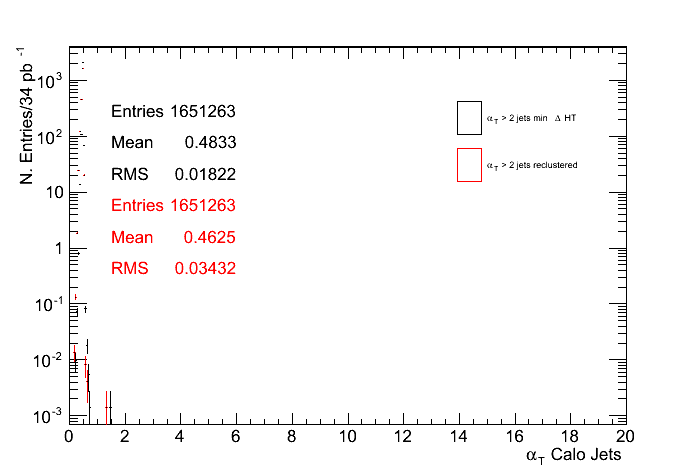 N. Entries/34 pb⁻¹
10³
10²
10
1
10⁻¹
10⁻²
10⁻³
Entries 1651263
Mean 0.4833
RMS 0.01822
Entries 1651263
Mean 0.4625
RMS 0.03432
α_T > 2 jets min Δ HT
α_T > 2 jets reclustered
0 2 4 6 8 10 12 14 16 18 20
α_T Calo Jets